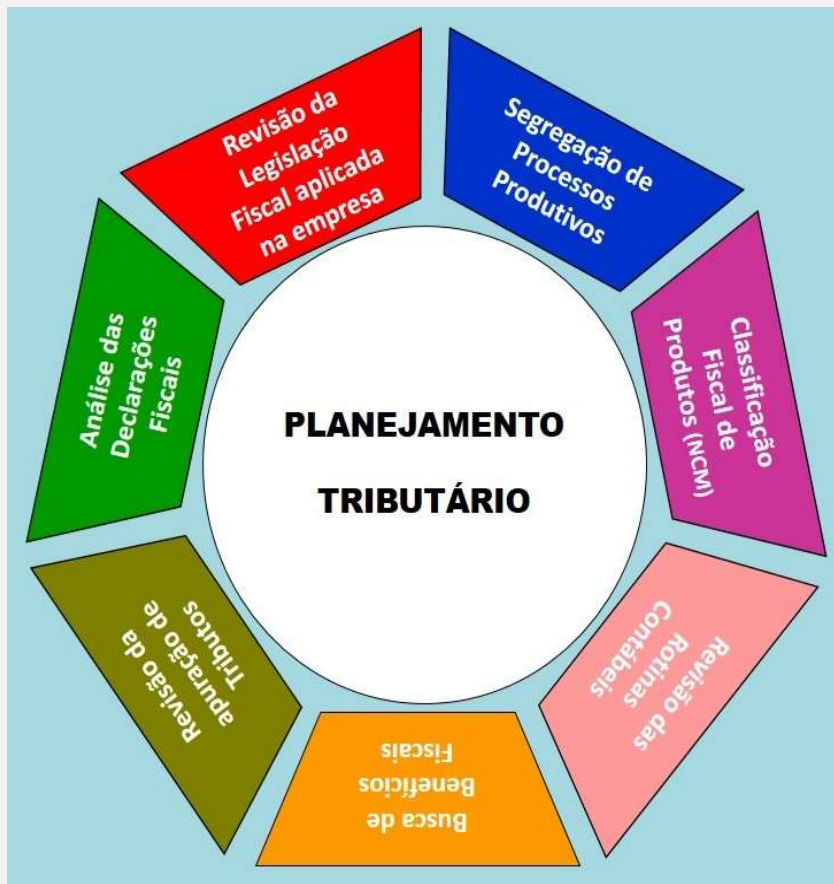 Revisão da
Legislação
Fiscal aplicada
na empresa
Segregação de
Processos
Produtivos
Classificação
Fiscal de
Produtos (NCM)
Revisão das
Rotinas
Contábeis
Busca de
Benefícios
Fiscais
Revisão da
apuração de
Tributos
Análise das
Declarações
Fiscais
PLANEJAMENTO
TRIBUTÁRIO